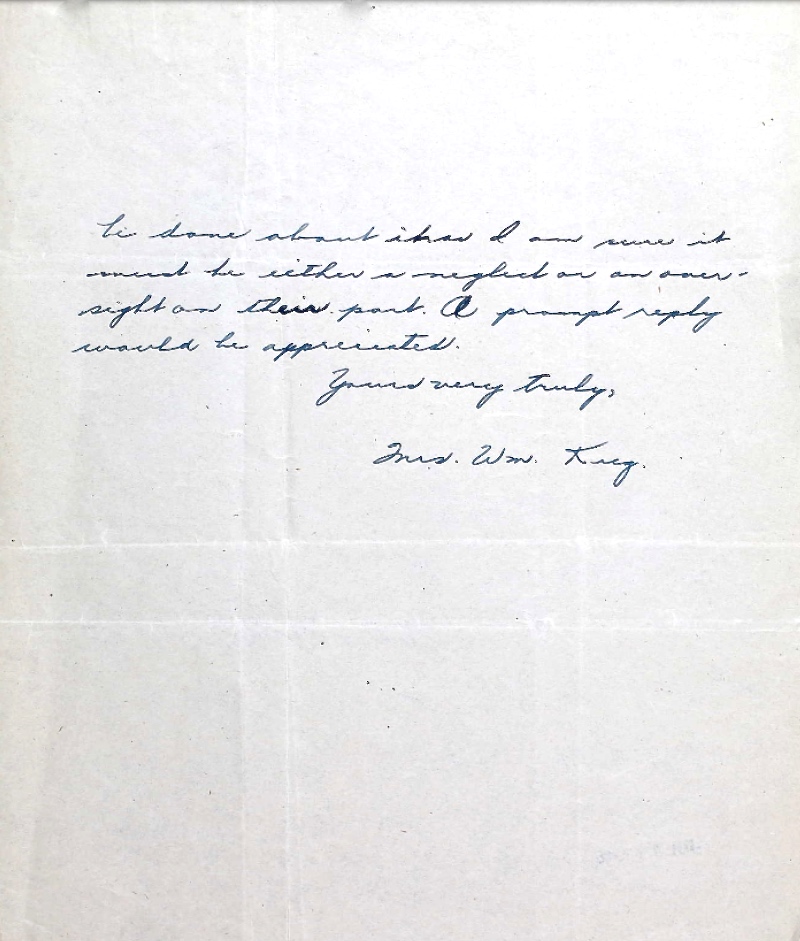 be done about it as I am sure it
must be either a neglect or an over-
sight on their part. A prompt reply
would be appreciated.
Yours very truly,
Mrs. Wm. Krug.